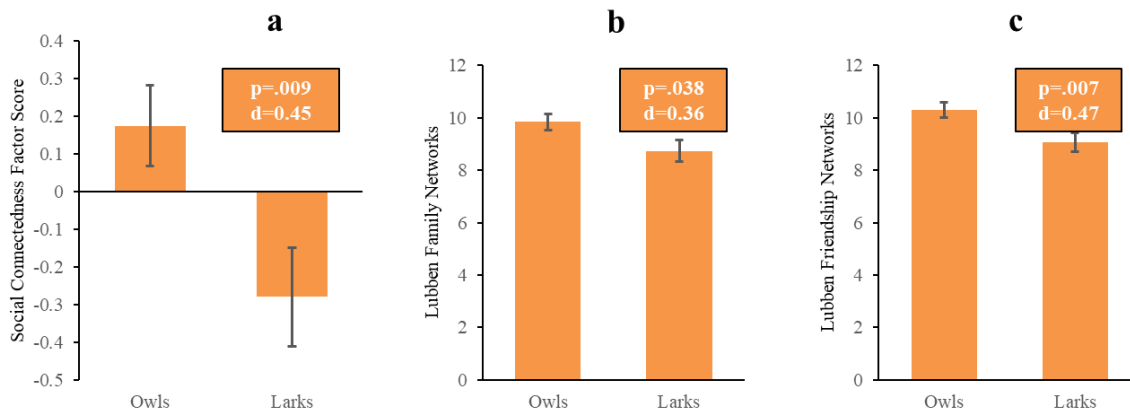 a
Social Connectedness Factor Score
0.4
0.3
0.2
0.1
0
-0.1
-0.2
-0.3
-0.4
-0.5
p=.009
d=0.45
Owls
Larks
b
Lubben Family Networks
12
10
8
6
4
2
0
p=.038
d=0.36
Owls
Larks
c
Lubben Friendship Networks
12
10
8
6
4
2
0
p=.007
d=0.47
Owls
Larks